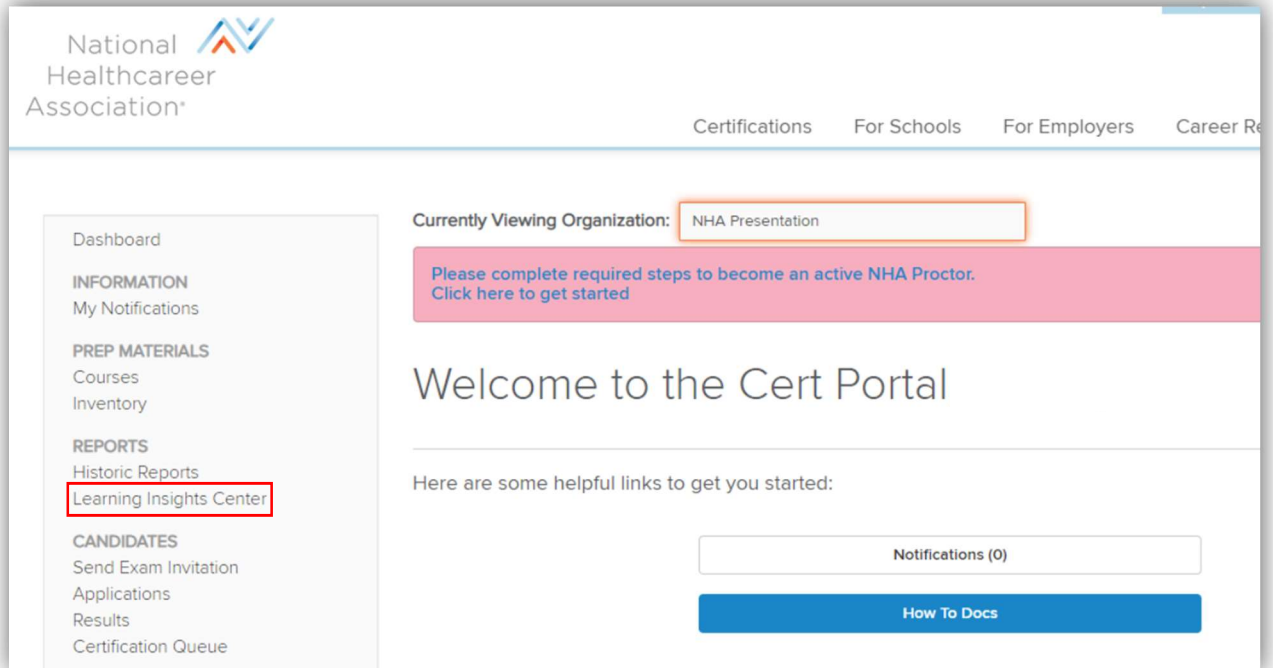 National
Healthcareer
Association®
Certifications For Schools For Employers Career Re
Dashboard
INFORMATION
My Notifications
PREP MATERIALS
Courses
Inventory
REPORTS
Historic Reports
Learning Insights Center
CANDIDATES
Send Exam Invitation
Applications
Results
Certification Queue
Currently Viewing Organization: NHA Presentation
Please complete required steps to become an active NHA Proctor.
Click here to get started
Welcome to the Cert Portal
Here are some helpful links to get you started:
Notifications (0)
How To Docs